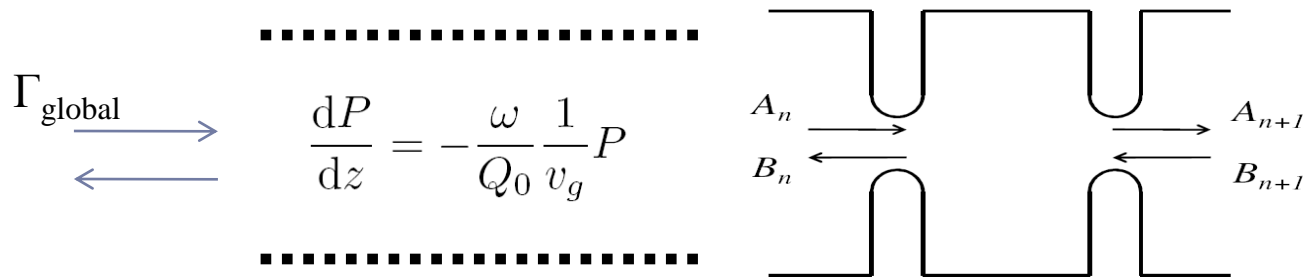 Γ_global
dP/dz = -ω/Q_0 1/v_g P
A_n
B_n
A_{n+1}
B_{n+1}